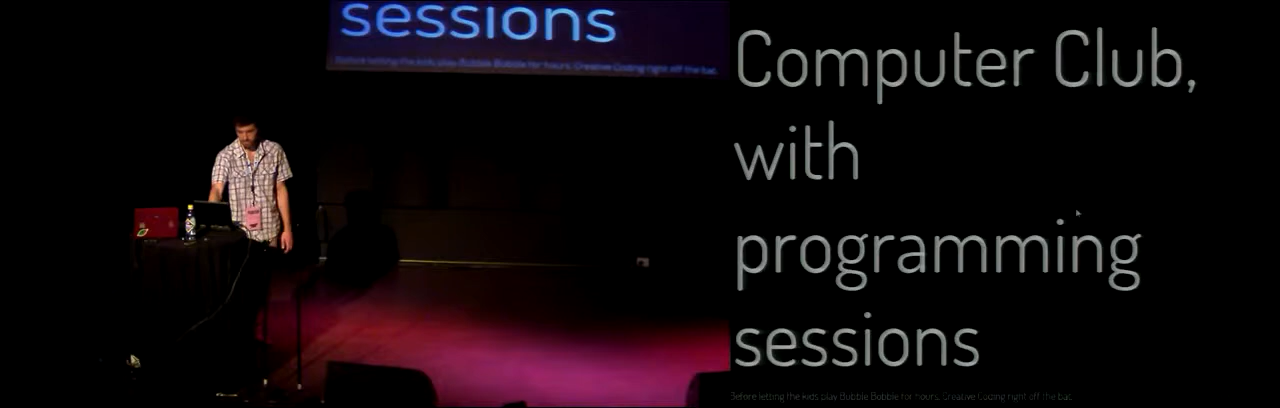 sessions
Before letting the kids play Bubble Bobble for hours. Creative Coding right off the bat.
Computer Club,
with
programming
sessions
Before letting the kids play Bubble Bobble for hours. Creative Coding right off the bat.